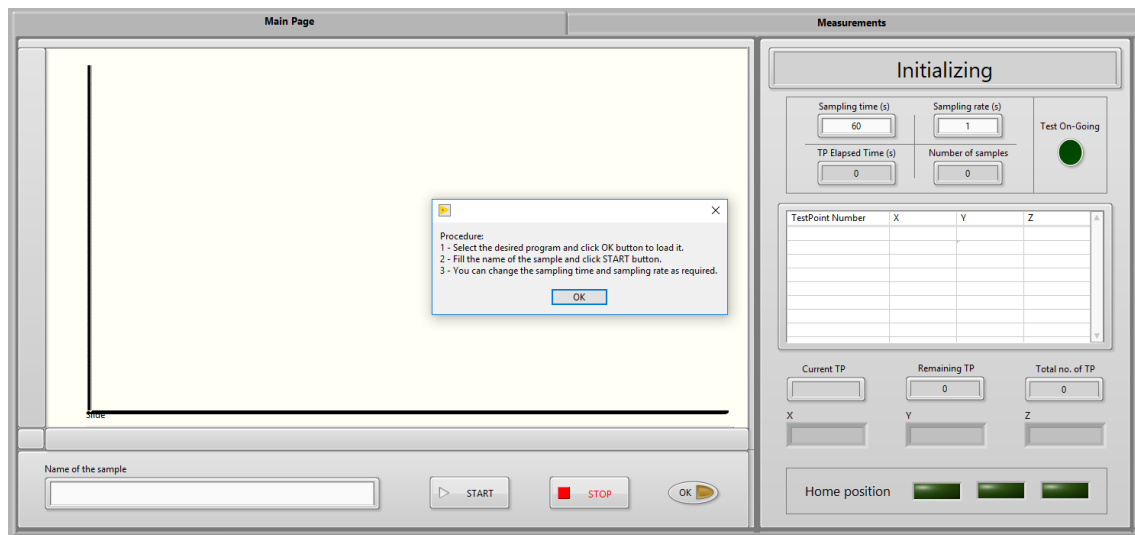 Main Page
Measurements
Initializing
Sampling time (s)
Sampling rate (s)
60
1
Test On-Going
TP Elapsed Time (s)
Number of samples
0
0
Procedure:
1 - Select the desired program and click OK button to load it.
2 - Fill the name of the sample and click START button.
3 - You can change the sampling time and sampling rate as required.
OK
TestPoint Number
X
Y
Z
Current TP
Remaining TP
Total no. of TP
0
0
X
Y
Z
Slide
Name of the sample
START
STOP
OK
Home position